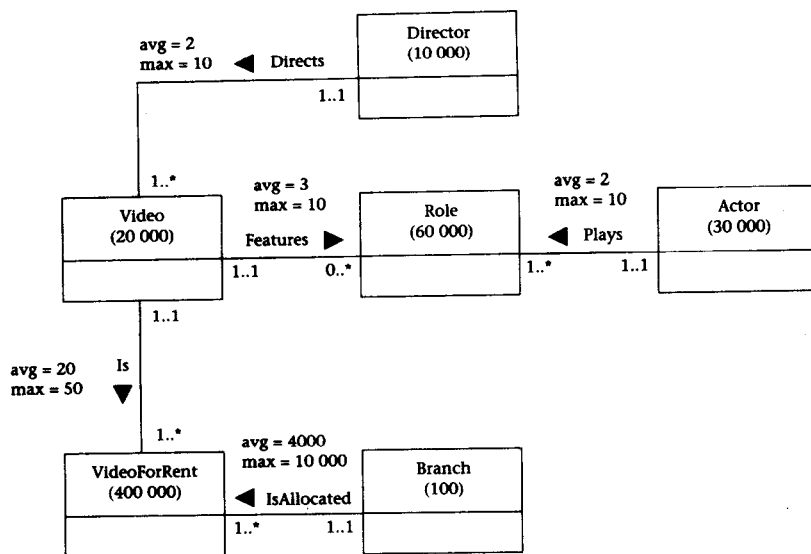 Director
(10 000)
avg = 2
max = 10
Directs
1..1
1..*
Video
(20 000)
avg = 3
max = 10
Features
1..1
0..*
Role
(60 000)
avg = 2
max = 10
Plays
1..*
1..1
Actor
(30 000)
1..1
avg = 20
max = 50
Is
1..*
VideoForRent
(400 000)
avg = 4000
max = 10 000
IsAllocated
1..*
1..1
Branch
(100)